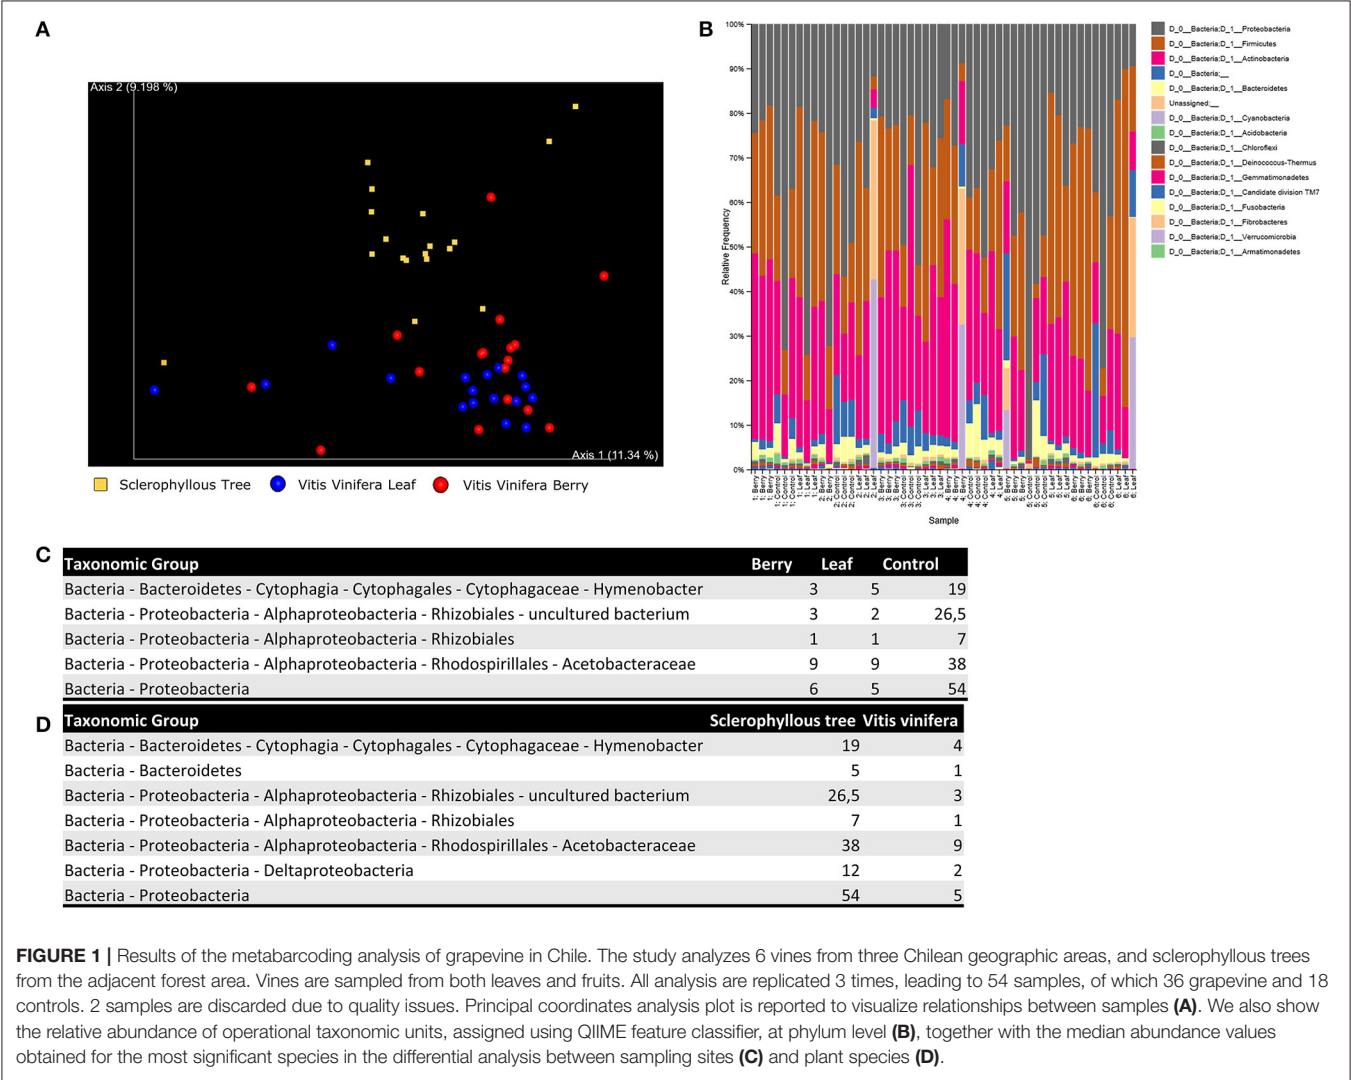 A
Axis 2 (9.198 %)
Axis 1 (11.34 %)
Sclerophyllous Tree Vitis Vinifera Leaf Vitis Vinifera Berry
B
Relative Frequency
100%
90%
80%
70%
60%
50%
40%
30%
20%
10%
0%
Sample
D_0__Bacteria;D_1__Proteobacteria
D_0__Bacteria;D_1__Firmicutes
D_0__Bacteria;D_1__Actinobacteria
D_0__Bacteria;__
D_0__Bacteria;D_1__Bacteroidetes
Unassigned;__
D_0__Bacteria;D_1__Cyanobacteria
D_0__Bacteria;D_1__Acidobacteria
D_0__Bacteria;D_1__Chloroflexi
D_0__Bacteria;D_1__Deinococcus-Thermus
D_0__Bacteria;D_1__Gemmatimonadetes
D_0__Bacteria;D_1__Candidate division TM7
D_0__Bacteria;D_1__Fusobacteria
D_0__Bacteria;D_1__Fibrobacteres
D_0__Bacteria;D_1__Verrucomicrobia
D_0__Bacteria;D_1__Armatimonadetes
C
Taxonomic Group Berry Leaf Control
Bacteria - Bacteroidetes - Cytophagia - Cytophagales - Cytophagaceae - Hymenobacter 3 5 19
Bacteria - Proteobacteria - Alphaproteobacteria - Rhizobiales - uncultured bacterium 3 2 26,5
Bacteria - Proteobacteria - Alphaproteobacteria - Rhizobiales 1 1 7
Bacteria - Proteobacteria - Alphaproteobacteria - Rhodospirillales - Acetobacteraceae 9 9 38
Bacteria - Proteobacteria 6 5 54
D
Taxonomic Group Sclerophyllous tree Vitis vinifera
Bacteria - Bacteroidetes - Cytophagia - Cytophagales - Cytophagaceae - Hymenobacter 19 4
Bacteria - Bacteroidetes 5 1
Bacteria - Proteobacteria - Alphaproteobacteria - Rhizobiales - uncultured bacterium 26,5 3
Bacteria - Proteobacteria - Alphaproteobacteria - Rhizobiales 7 1
Bacteria - Proteobacteria - Alphaproteobacteria - Rhodospirillales - Acetobacteraceae 38 9
Bacteria - Proteobacteria - Deltaproteobacteria 12 2
Bacteria - Proteobacteria 54 5
FIGURE 1 | Results of the metabarcoding analysis of grapevine in Chile. The study analyzes 6 vines from three Chilean geographic areas, and sclerophyllous trees
from the adjacent forest area. Vines are sampled from both leaves and fruits. All analysis are replicated 3 times, leading to 54 samples, of which 36 grapevine and 18
controls. 2 samples are discarded due to quality issues. Principal coordinates analysis plot is reported to visualize relationships between samples (A). We also show
the relative abundance of operational taxonomic units, assigned using QIIME feature classifier, at phylum level (B), together with the median abundance values
obtained for the most significant species in the differential analysis between sampling sites (C) and plant species (D).